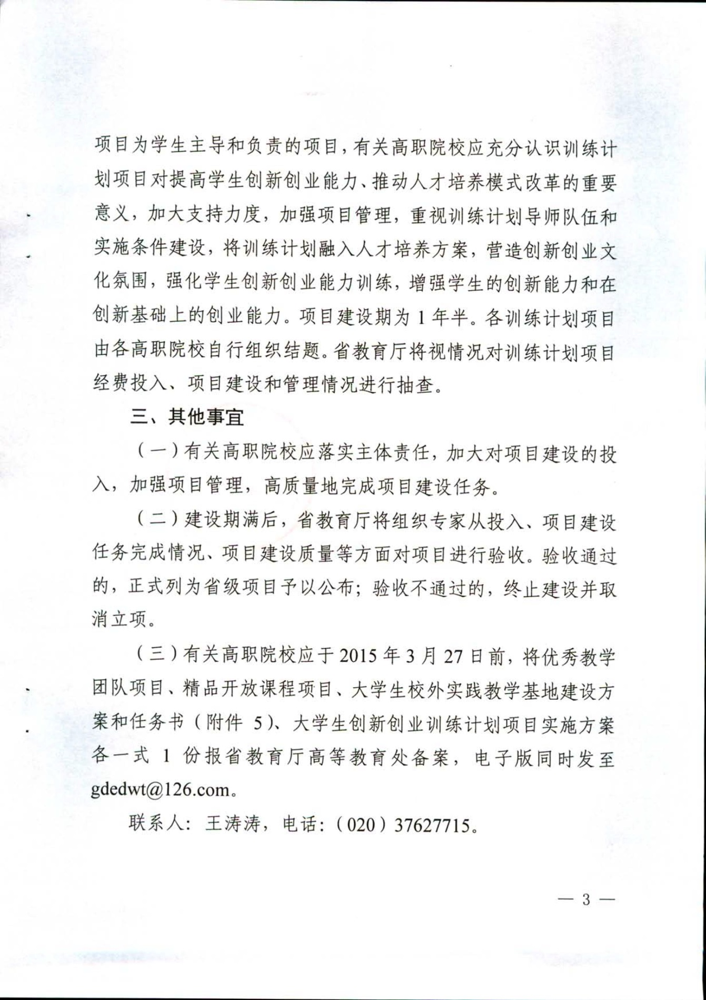 项目为学生主导和负责的项目，有关高职院校应充分认识训练计
划项目对提高学生创新创业能力、推动人才培养模式改革的重要
意义，加大支持力度，加强项目管理，重视训练计划导师队伍和
实施条件建设，将训练计划融入人才培养方案，营造创新创业文
化氛围，强化学生创新创业能力训练，增强学生的创新能力和在
创新基础上的创业能力。项目建设期为 1 年半。各训练计划项目
由各高职院校自行组织结题。省教育厅将视情况对训练计划项目
经费投入、项目建设和管理情况进行抽查。
三、其他事宜
（一）有关高职院校应落实主体责任，加大对项目建设的投
入，加强项目管理，高质量地完成项目建设任务。
（二）建设期满后，省教育厅将组织专家从投入、项目建设
任务完成情况、项目建设质量等方面对项目进行验收。验收通过
的，正式列为省级项目予以公布；验收不通过的，终止建设并取
消立项。
（三）有关高职院校应于 2015 年 3 月 27 日前，将优秀教学
团队项目、精品开放课程项目、大学生校外实践教学基地建设方
案和任务书（附件 5）、大学生创新创业训练计划项目实施方案
各一式 1 份报省教育厅高等教育处备案，电子版同时发至
gdedwt@126.com。
联系人：王涛涛，电话：（020）37627715。
— 3 —